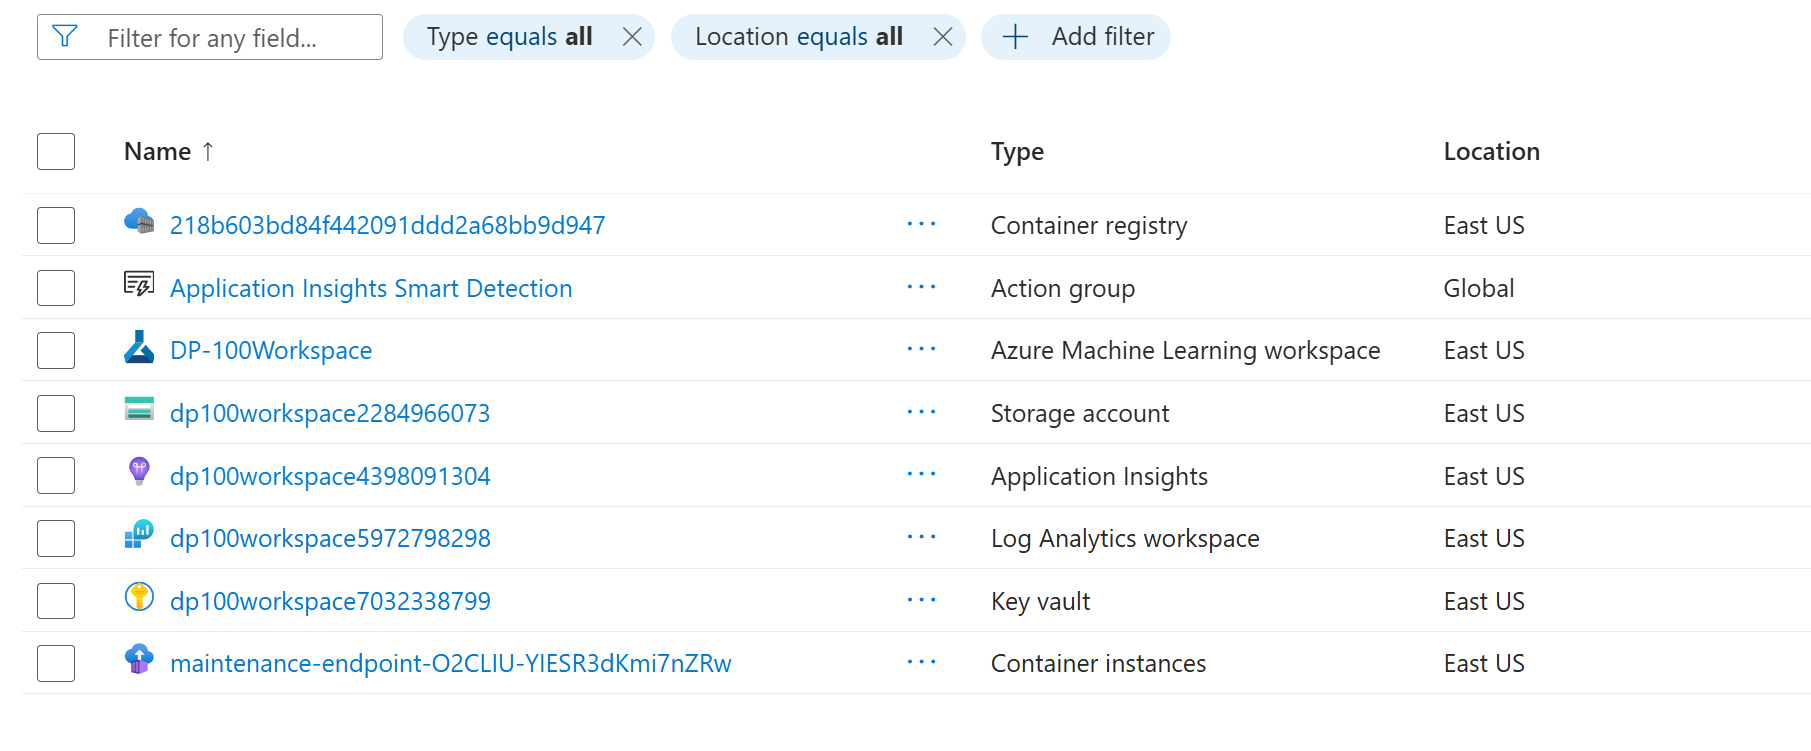 Filter for any field...
Type equals all
Location equals all
Add filter
Name ↑ Type Location
218b603bd84f442091ddd2a68bb9d947 ... Container registry East US
Application Insights Smart Detection ... Action group Global
DP-100Workspace ... Azure Machine Learning workspace East US
dp100workspace2284966073 ... Storage account East US
dp100workspace4398091304 ... Application Insights East US
dp100workspace5972798298 ... Log Analytics workspace East US
dp100workspace7032338799 ... Key vault East US
maintenance-endpoint-O2CLIU-YIESR3dKmi7nZRw ... Container instances East US